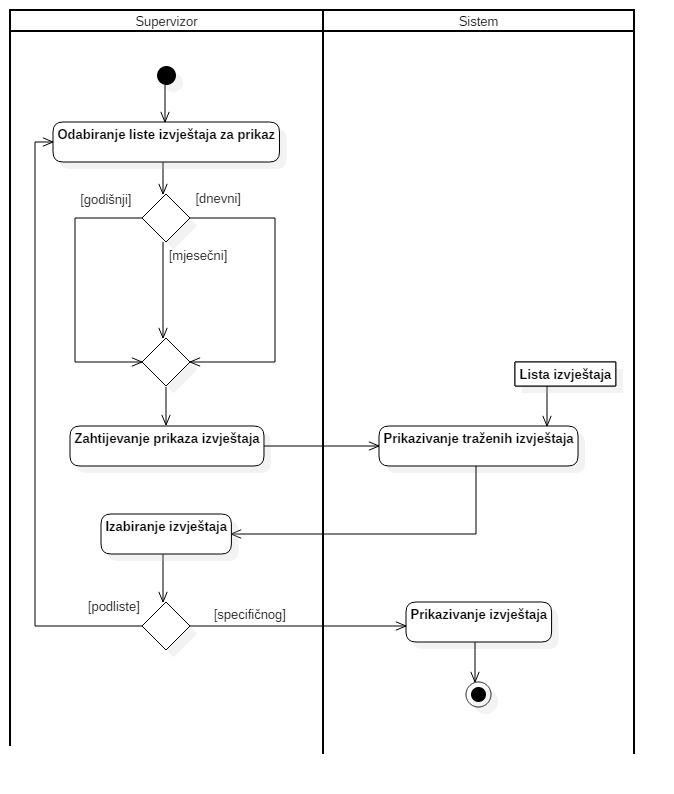 Supervizor
Sistem
Odabiranje liste izvještaja za prikaz
[godišnji]
[dnevni]
[mjesečni]
Lista izvještaja
Zahtijevanje prikaza izvještaja
Prikazivanje traženih izvještaja
Izabiranje izvještaja
[podliste]
[specifičnog]
Prikazivanje izvještaja